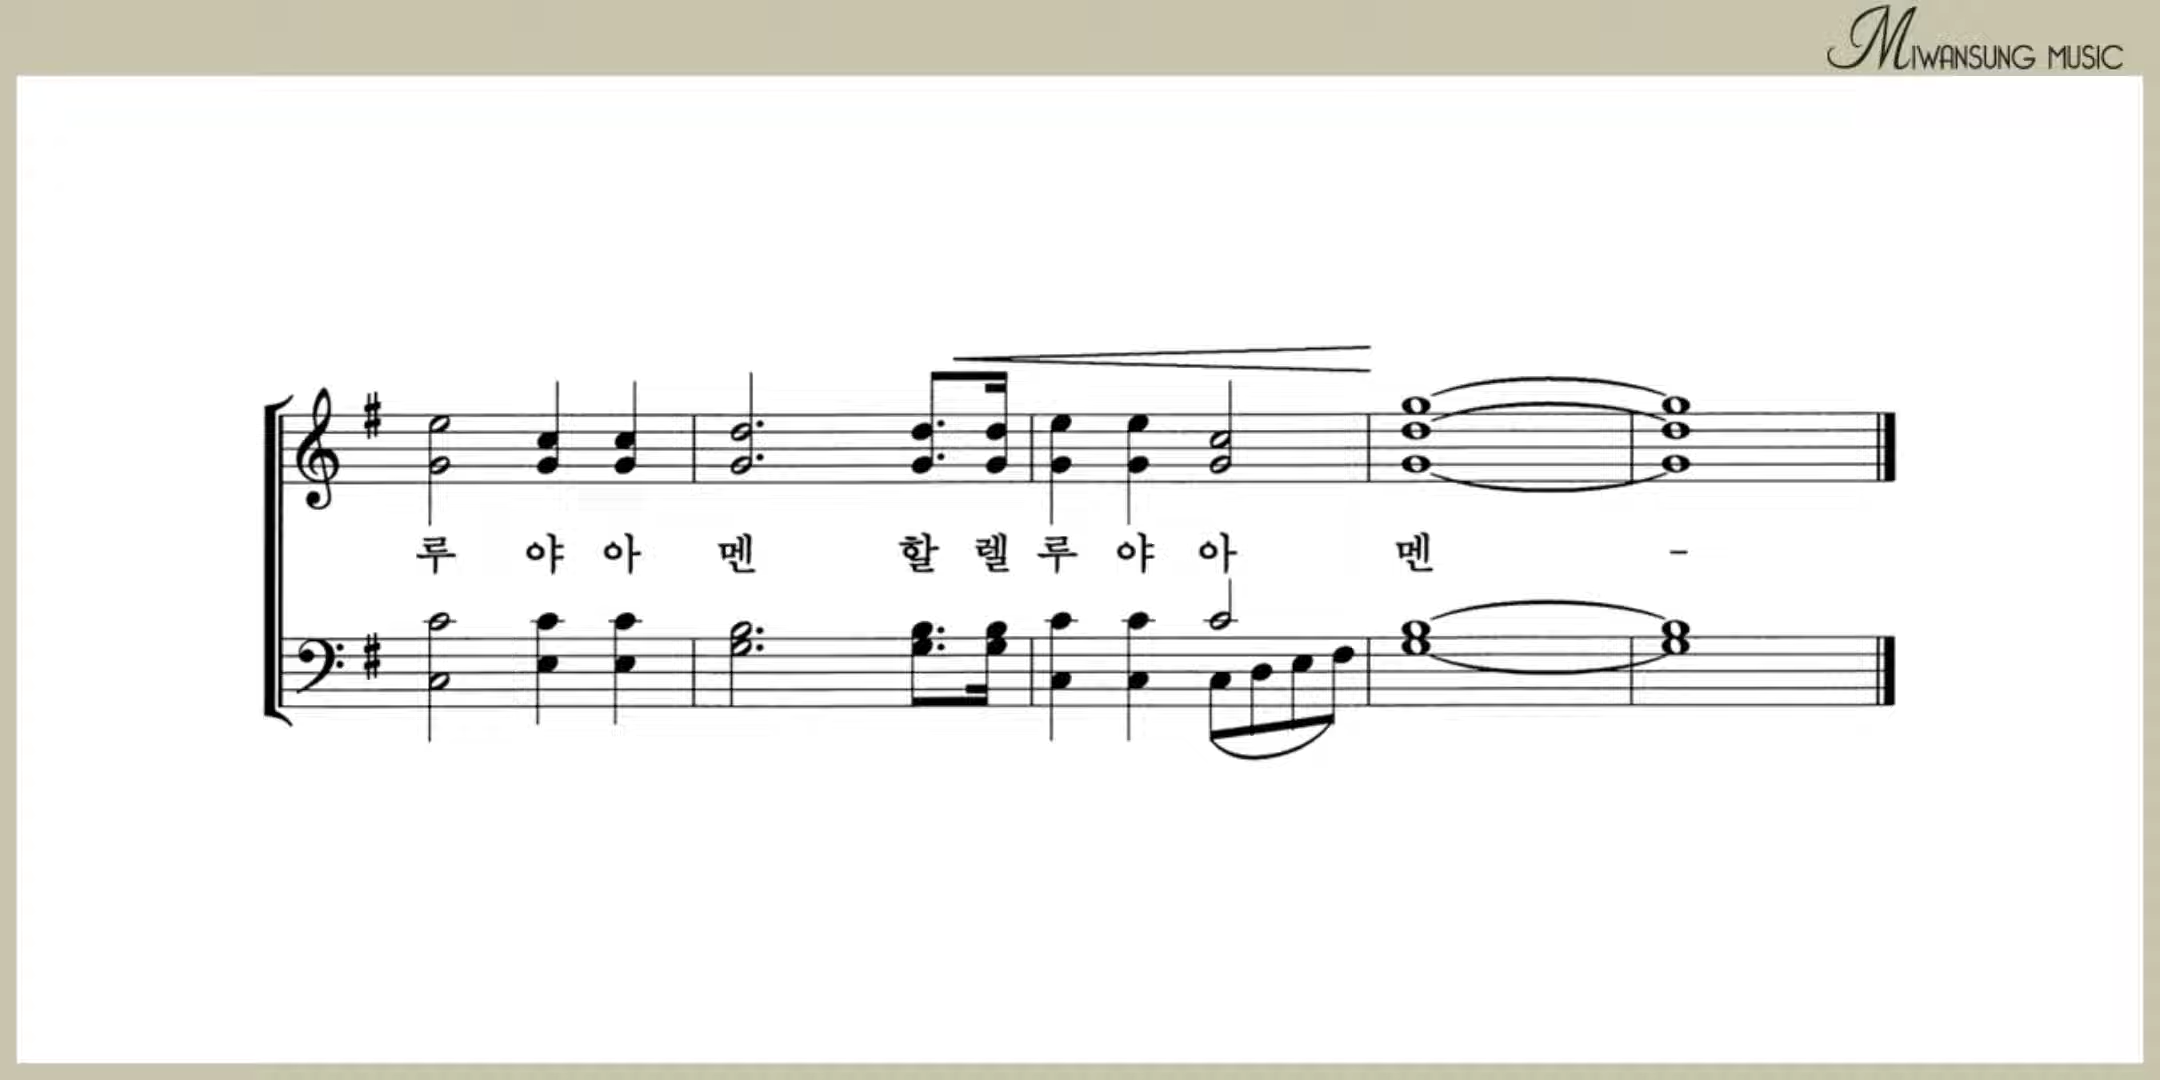 MIWANSUNG MUSIC
루 야 아 멘 할 렐 루 야 아 멘 -